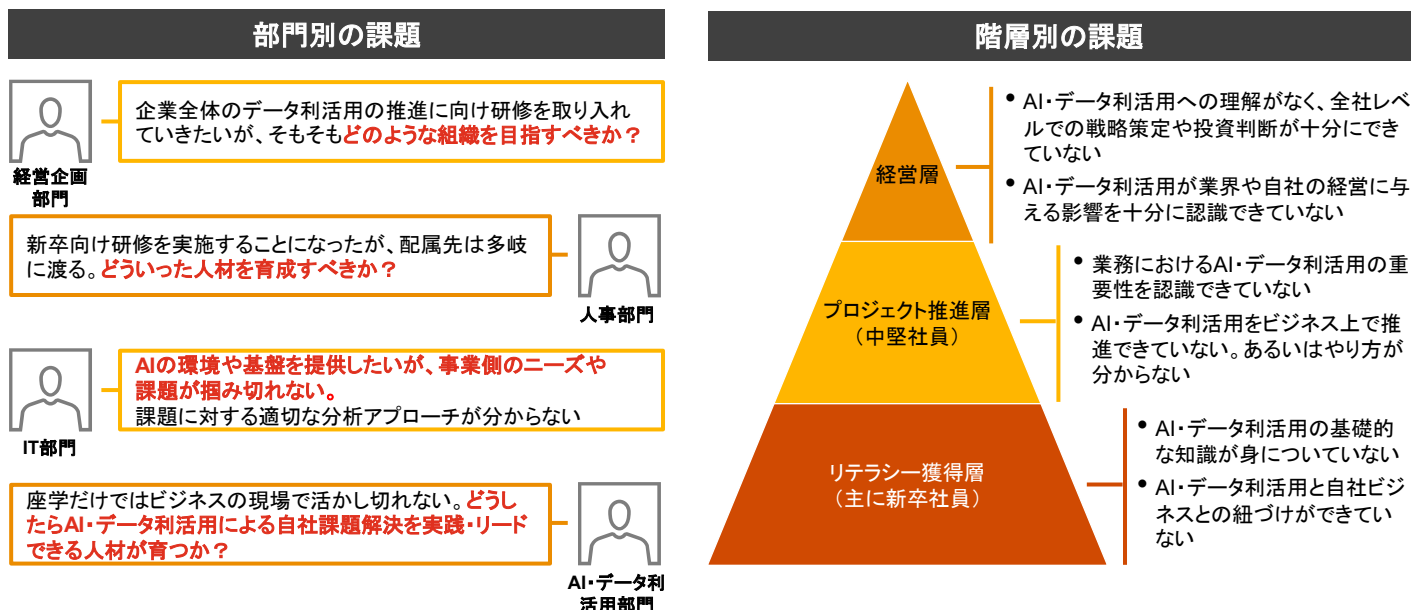 部門別の課題
企業全体のデータ利活用の推進に向け研修を取り入れ
ていきたいが、そもそもどのような組織を目指すべきか？
経営企画
部門
新卒向け研修を実施することになったが、配属先は多岐
に渡る。どういった人材を育成すべきか？
人事部門
AIの環境や基盤を提供したいが、事業側のニーズや
課題が掴み切れない。
課題に対する適切な分析アプローチが分からない
IT部門
座学だけではビジネスの現場で活かし切れない。どうし
たらAI・データ利活用による自社課題解決を実践・リード
できる人材が育つか？
AI・データ利
活用部門
階層別の課題
経営層
• AI・データ利活用への理解がなく、全社レベ
ルでの戦略策定や投資判断が十分にでき
ていない
• AI・データ利活用が業界や自社の経営に与
える影響を十分に認識できていない
プロジェクト推進層
（中堅社員）
• 業務におけるAI・データ利活用の重
要性を認識できていない
• AI・データ利活用をビジネス上で推
進できていない。あるいはやり方が
分からない
リテラシー獲得層
（主に新卒社員）
• AI・データ利活用の基礎的
な知識が身についていない
• AI・データ利活用と自社ビジ
ネスとの紐づけができてい
ない